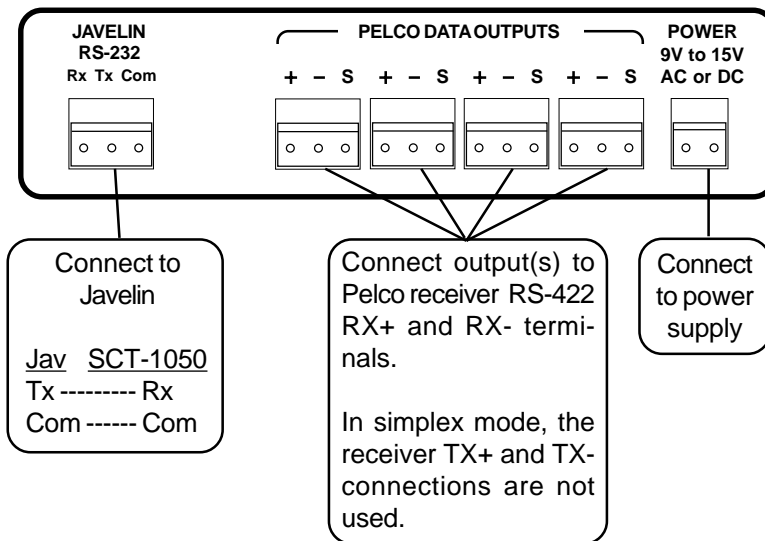 JAVELIN
RS-232
Rx Tx Com
PELCO DATA OUTPUTS
+ − S + − S + − S + − S
POWER
9V to 15V
AC or DC
Connect to
Javelin
Jav SCT-1050
Tx --------- Rx
Com ------ Com
Connect output(s) to
Pelco receiver RS-422
RX+ and RX- termi-
nals.
In simplex mode, the
receiver TX+ and TX-
connections are not
used.
Connect
to power
supply